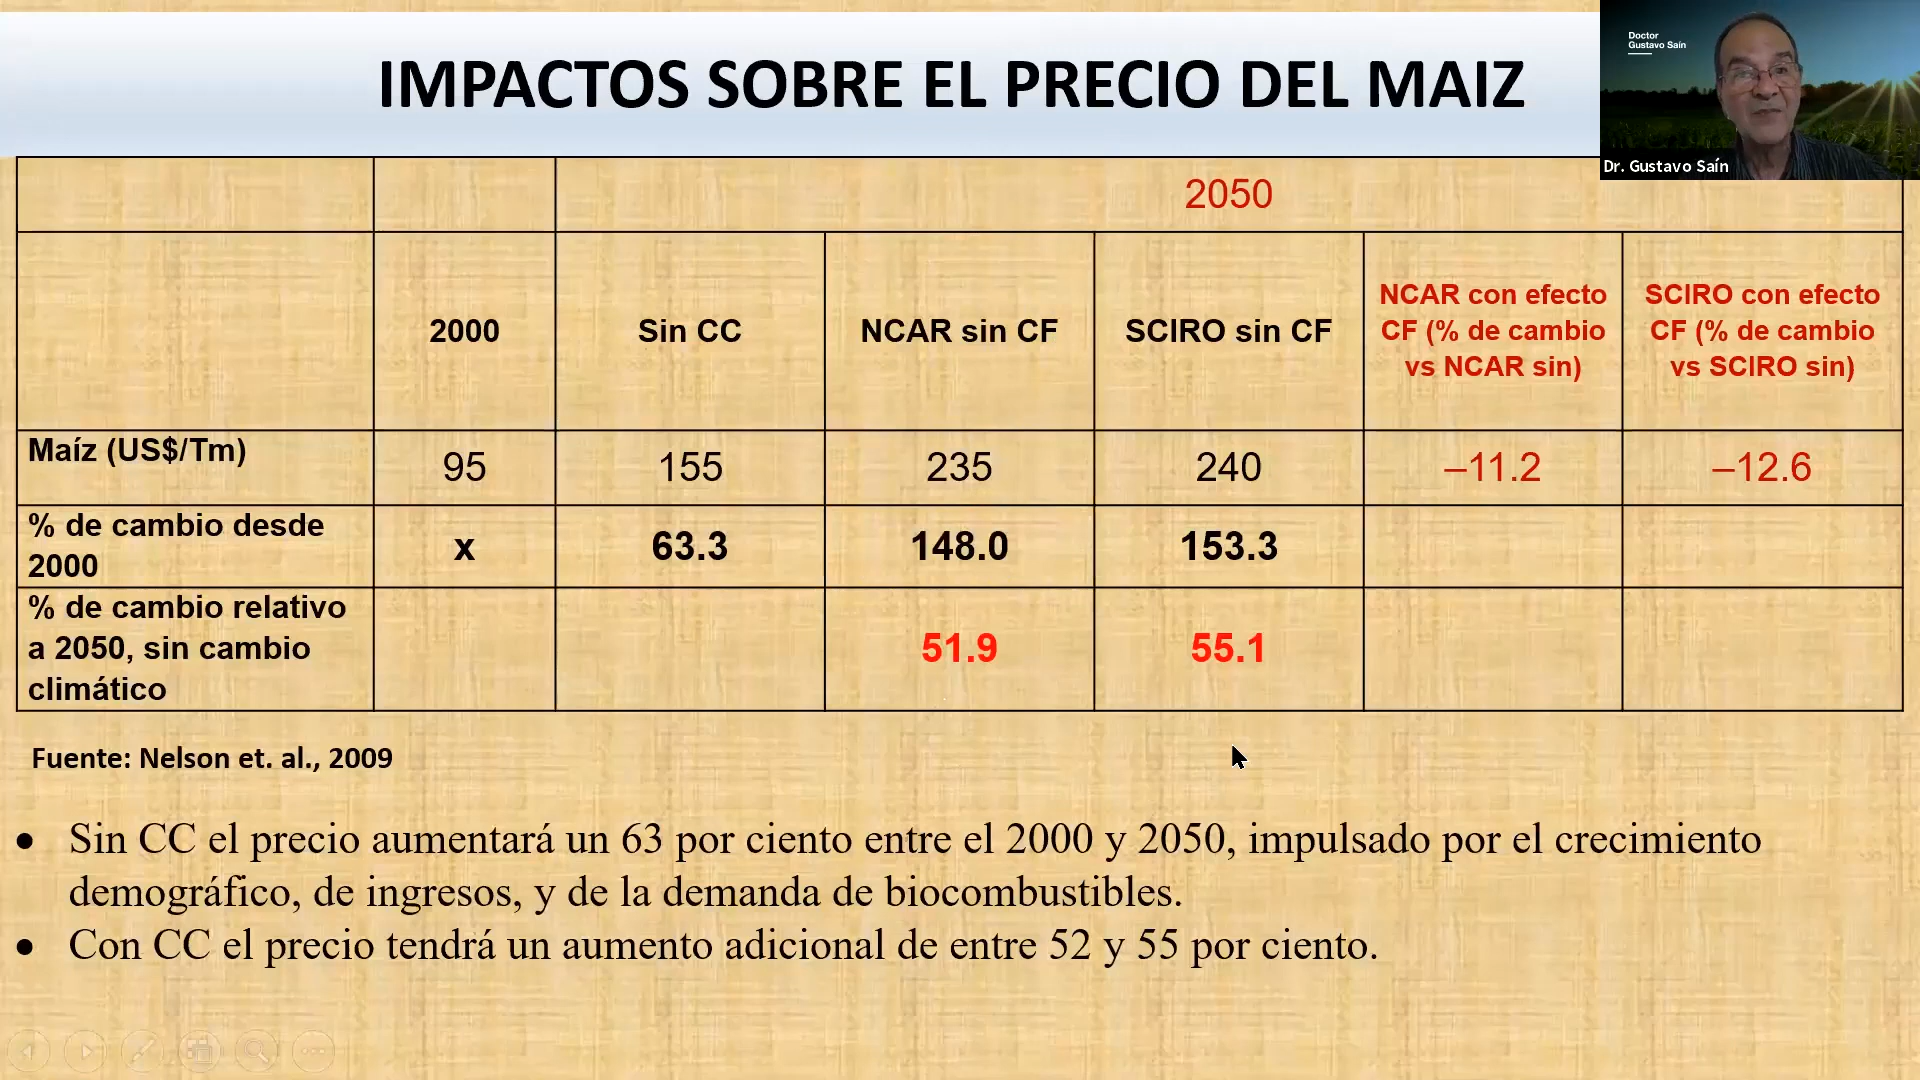 IMPACTOS SOBRE EL PRECIO DEL MAIZ
Doctor
Gustavo Saín
Dr. Gustavo Saín
2050
2000
Sin CC
NCAR sin CF
SCIRO sin CF
NCAR con efecto
CF (% de cambio
vs NCAR sin)
SCIRO con efecto
CF (% de cambio
vs SCIRO sin)
Maíz (US$/Tm)
95
155
235
240
–11.2
–12.6
% de cambio desde
2000
x
63.3
148.0
153.3
% de cambio relativo
a 2050, sin cambio
climático
51.9
55.1
Fuente: Nelson et. al., 2009
• Sin CC el precio aumentará un 63 por ciento entre el 2000 y 2050, impulsado por el crecimiento
demográfico, de ingresos, y de la demanda de biocombustibles.
• Con CC el precio tendrá un aumento adicional de entre 52 y 55 por ciento.